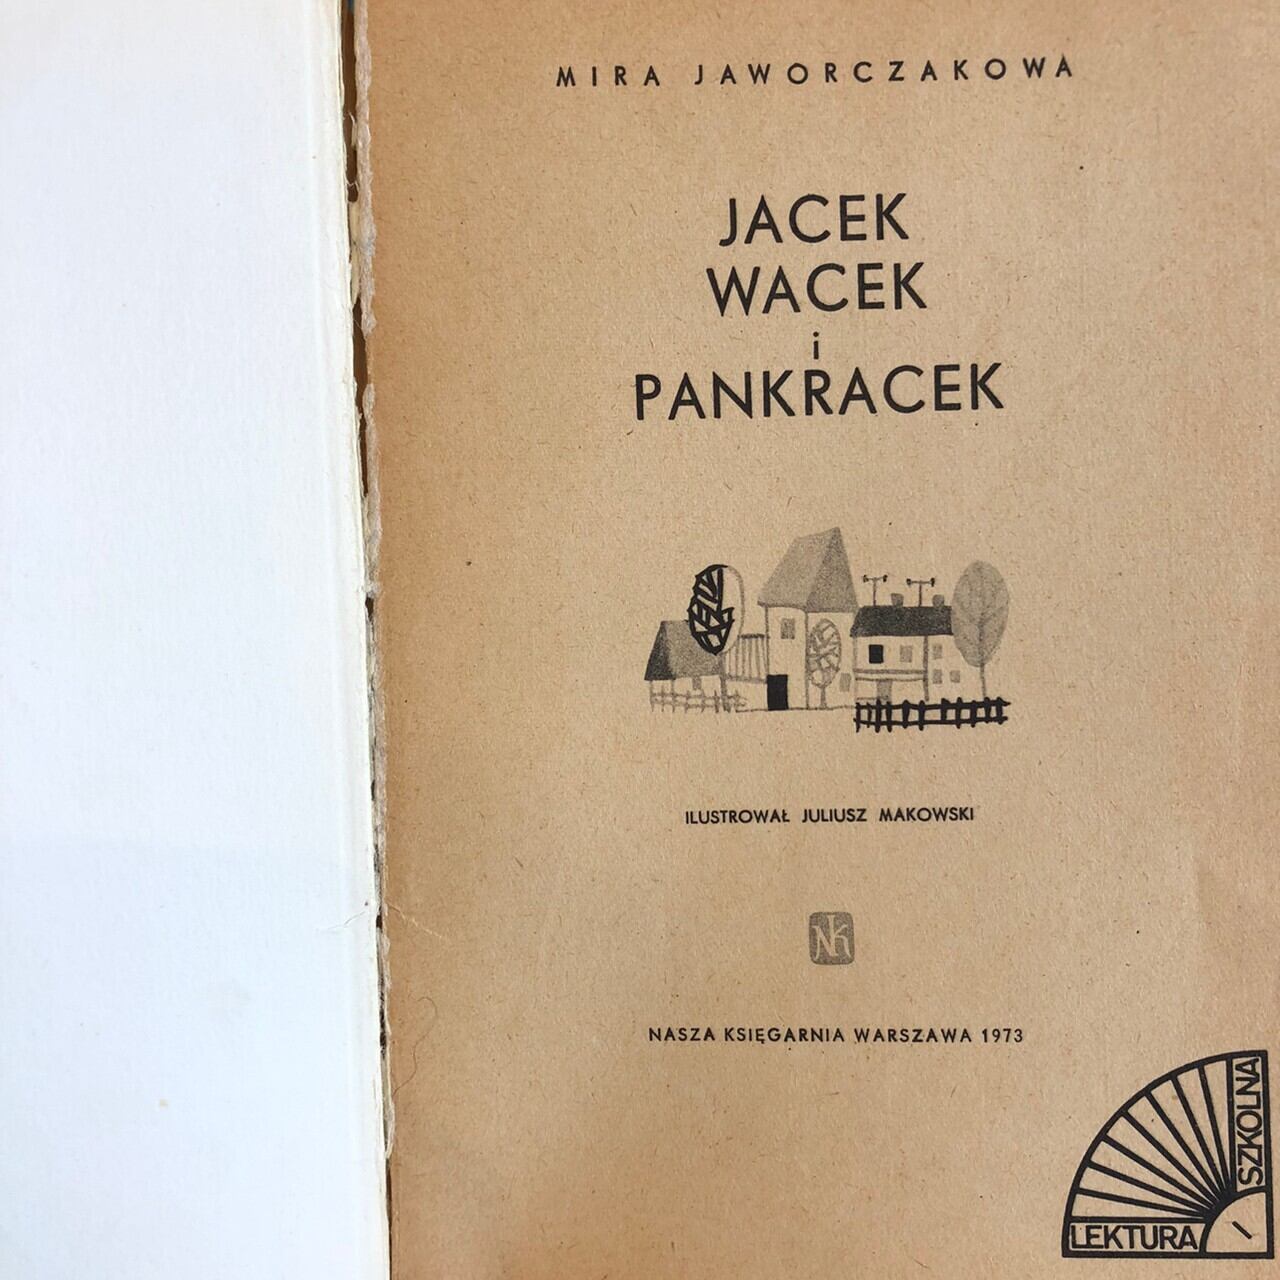 MIRA JAWORCZAKOWA
JACEK
WACEK
i
PANKRACEK
ILUSTROWAŁ JULIUSZ MAKOWSKI
NK
NASZA KSIĘGARNIA WARSZAWA 1973
LEKTURA
SZKOLNA
I